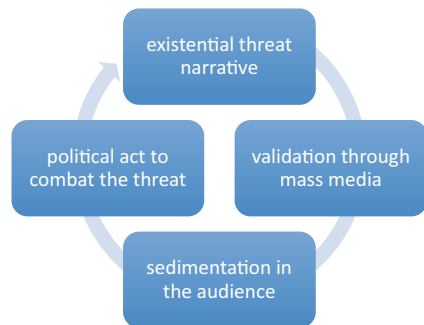 existential threat
narrative
validation through
mass media
sedimentation in
the audience
political act to
combat the threat